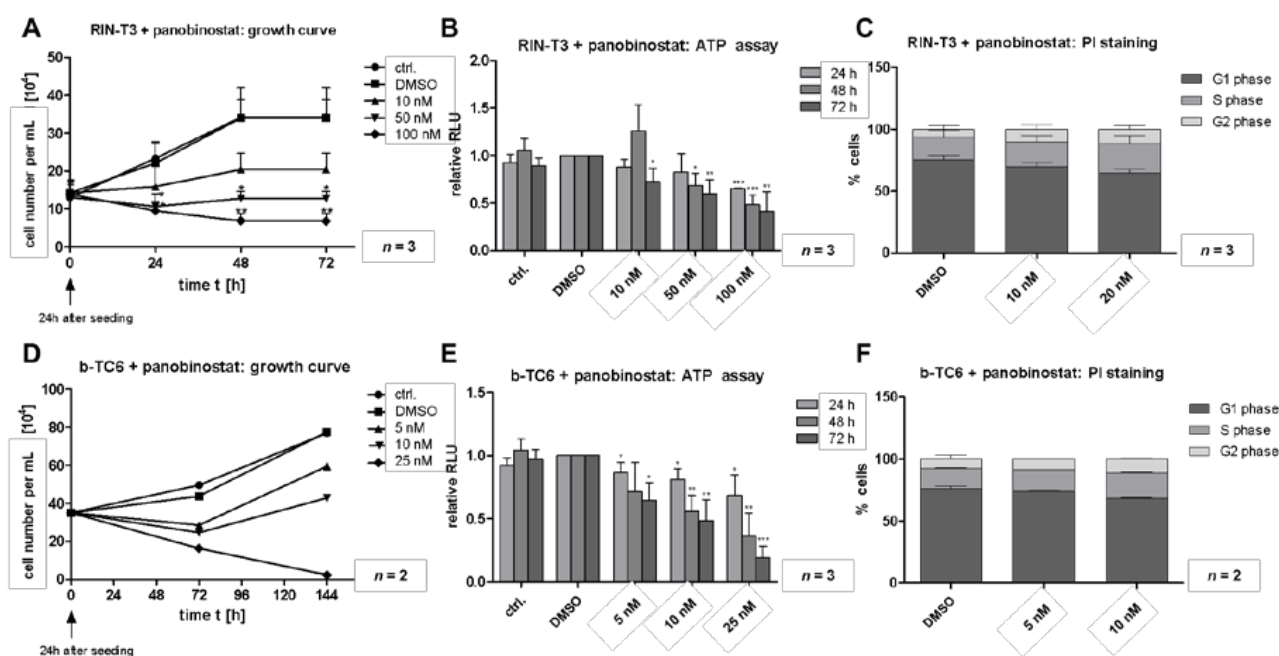 A
RIN-T3 + panobinostat: growth curve
cell number per mL [10⁴]
50
40
30
20
10
0
0 24 48 72
time t [h]
24h after seeding
ctrl.
DMSO
10 nM
50 nM
100 nM
* * *
** **
n = 3
B
RIN-T3 + panobinostat: ATP assay
relative RLU
2.0
1.5
1.0
0.5
0.0
24 h
48 h
72 h
* * * ** *** *** **
ctrl. DMSO 10 nM 50 nM 100 nM
n = 3
C
RIN-T3 + panobinostat: PI staining
% cells
150
100
50
0
G1 phase
S phase
G2 phase
DMSO 10 nM 20 nM
n = 3
D
b-TC6 + panobinostat: growth curve
cell number per mL [10⁴]
100
80
60
40
20
0
0 24 48 72 96 120 144
time t [h]
24h after seeding
ctrl.
DMSO
5 nM
10 nM
25 nM
n = 2
E
b-TC6 + panobinostat: ATP assay
relative RLU
1.5
1.0
0.5
0.0
24 h
48 h
72 h
* * * ** ** * ** ***
ctrl. DMSO 5 nM 10 nM 25 nM
n = 3
F
b-TC6 + panobinostat: PI staining
% cells
150
100
50
0
G1 phase
S phase
G2 phase
DMSO 5 nM 10 nM
n = 2